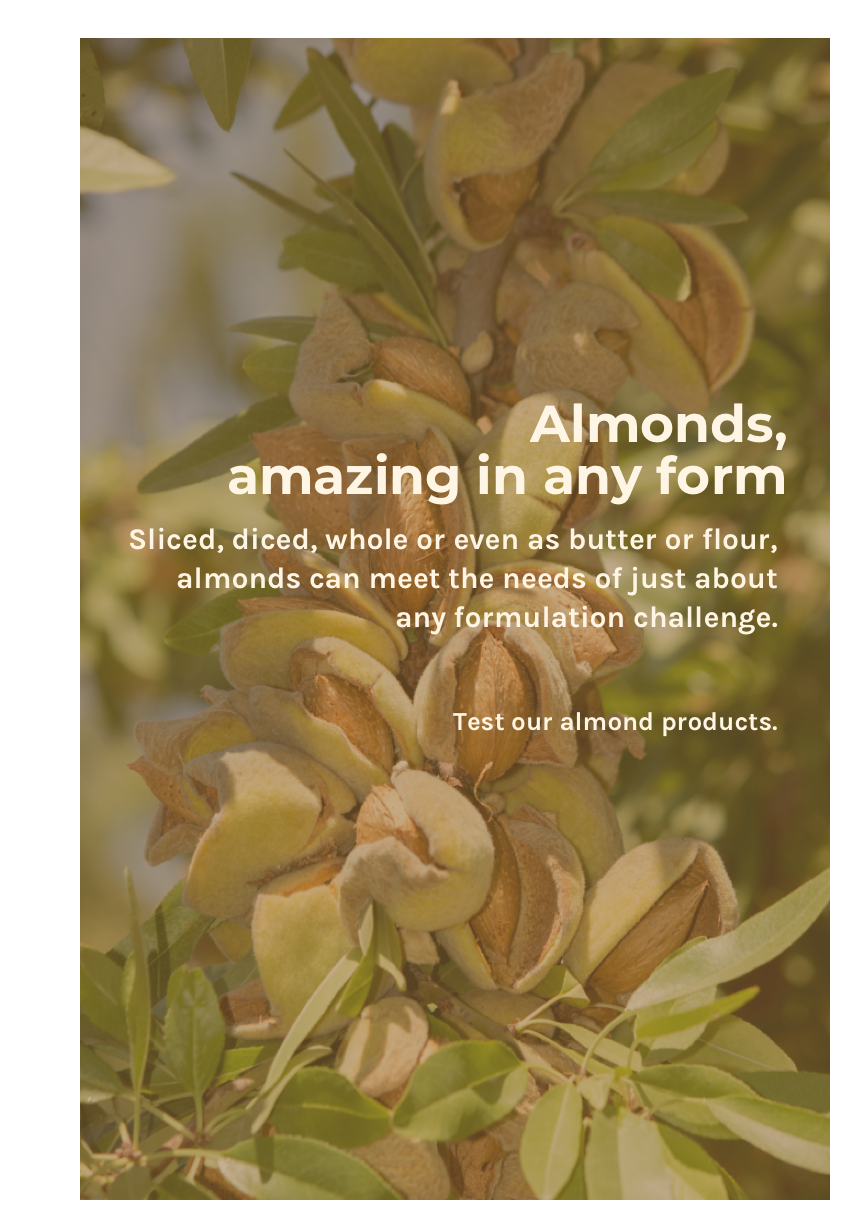 Almonds,
amazing in any form
Sliced, diced, whole or even as butter or flour,
almonds can meet the needs of just about
any formulation challenge.
Test our almond products.